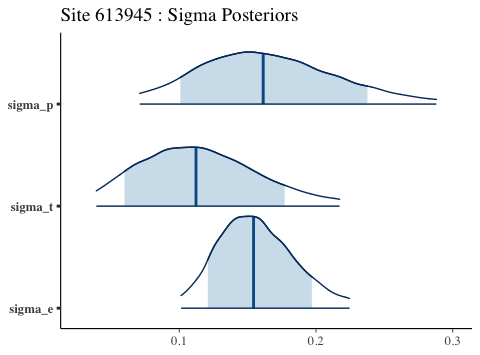 Site 613945 : Sigma Posteriors
sigma_p
sigma_t
sigma_e
0.1 0.2 0.3